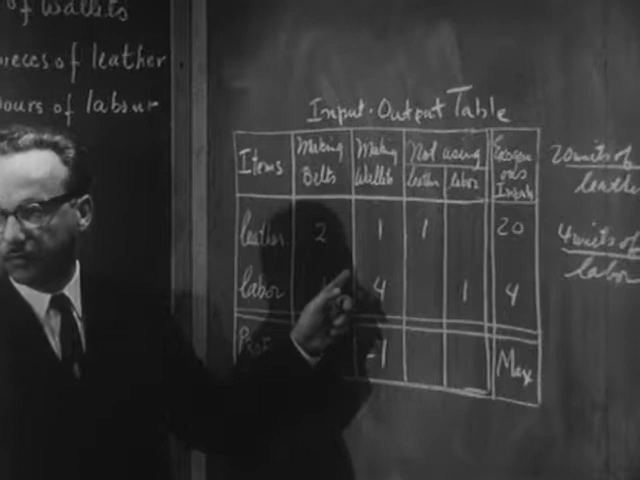 of wallets
pieces of leather
hours of labour
Input-Output Table
Items
Making Belts
Making Wallets
Not using
leather labor
Exogenous Inputs
leather 2 1 1 20
labor 4 1 4
Prof -1 Max
20 units of leather
4 units of labor